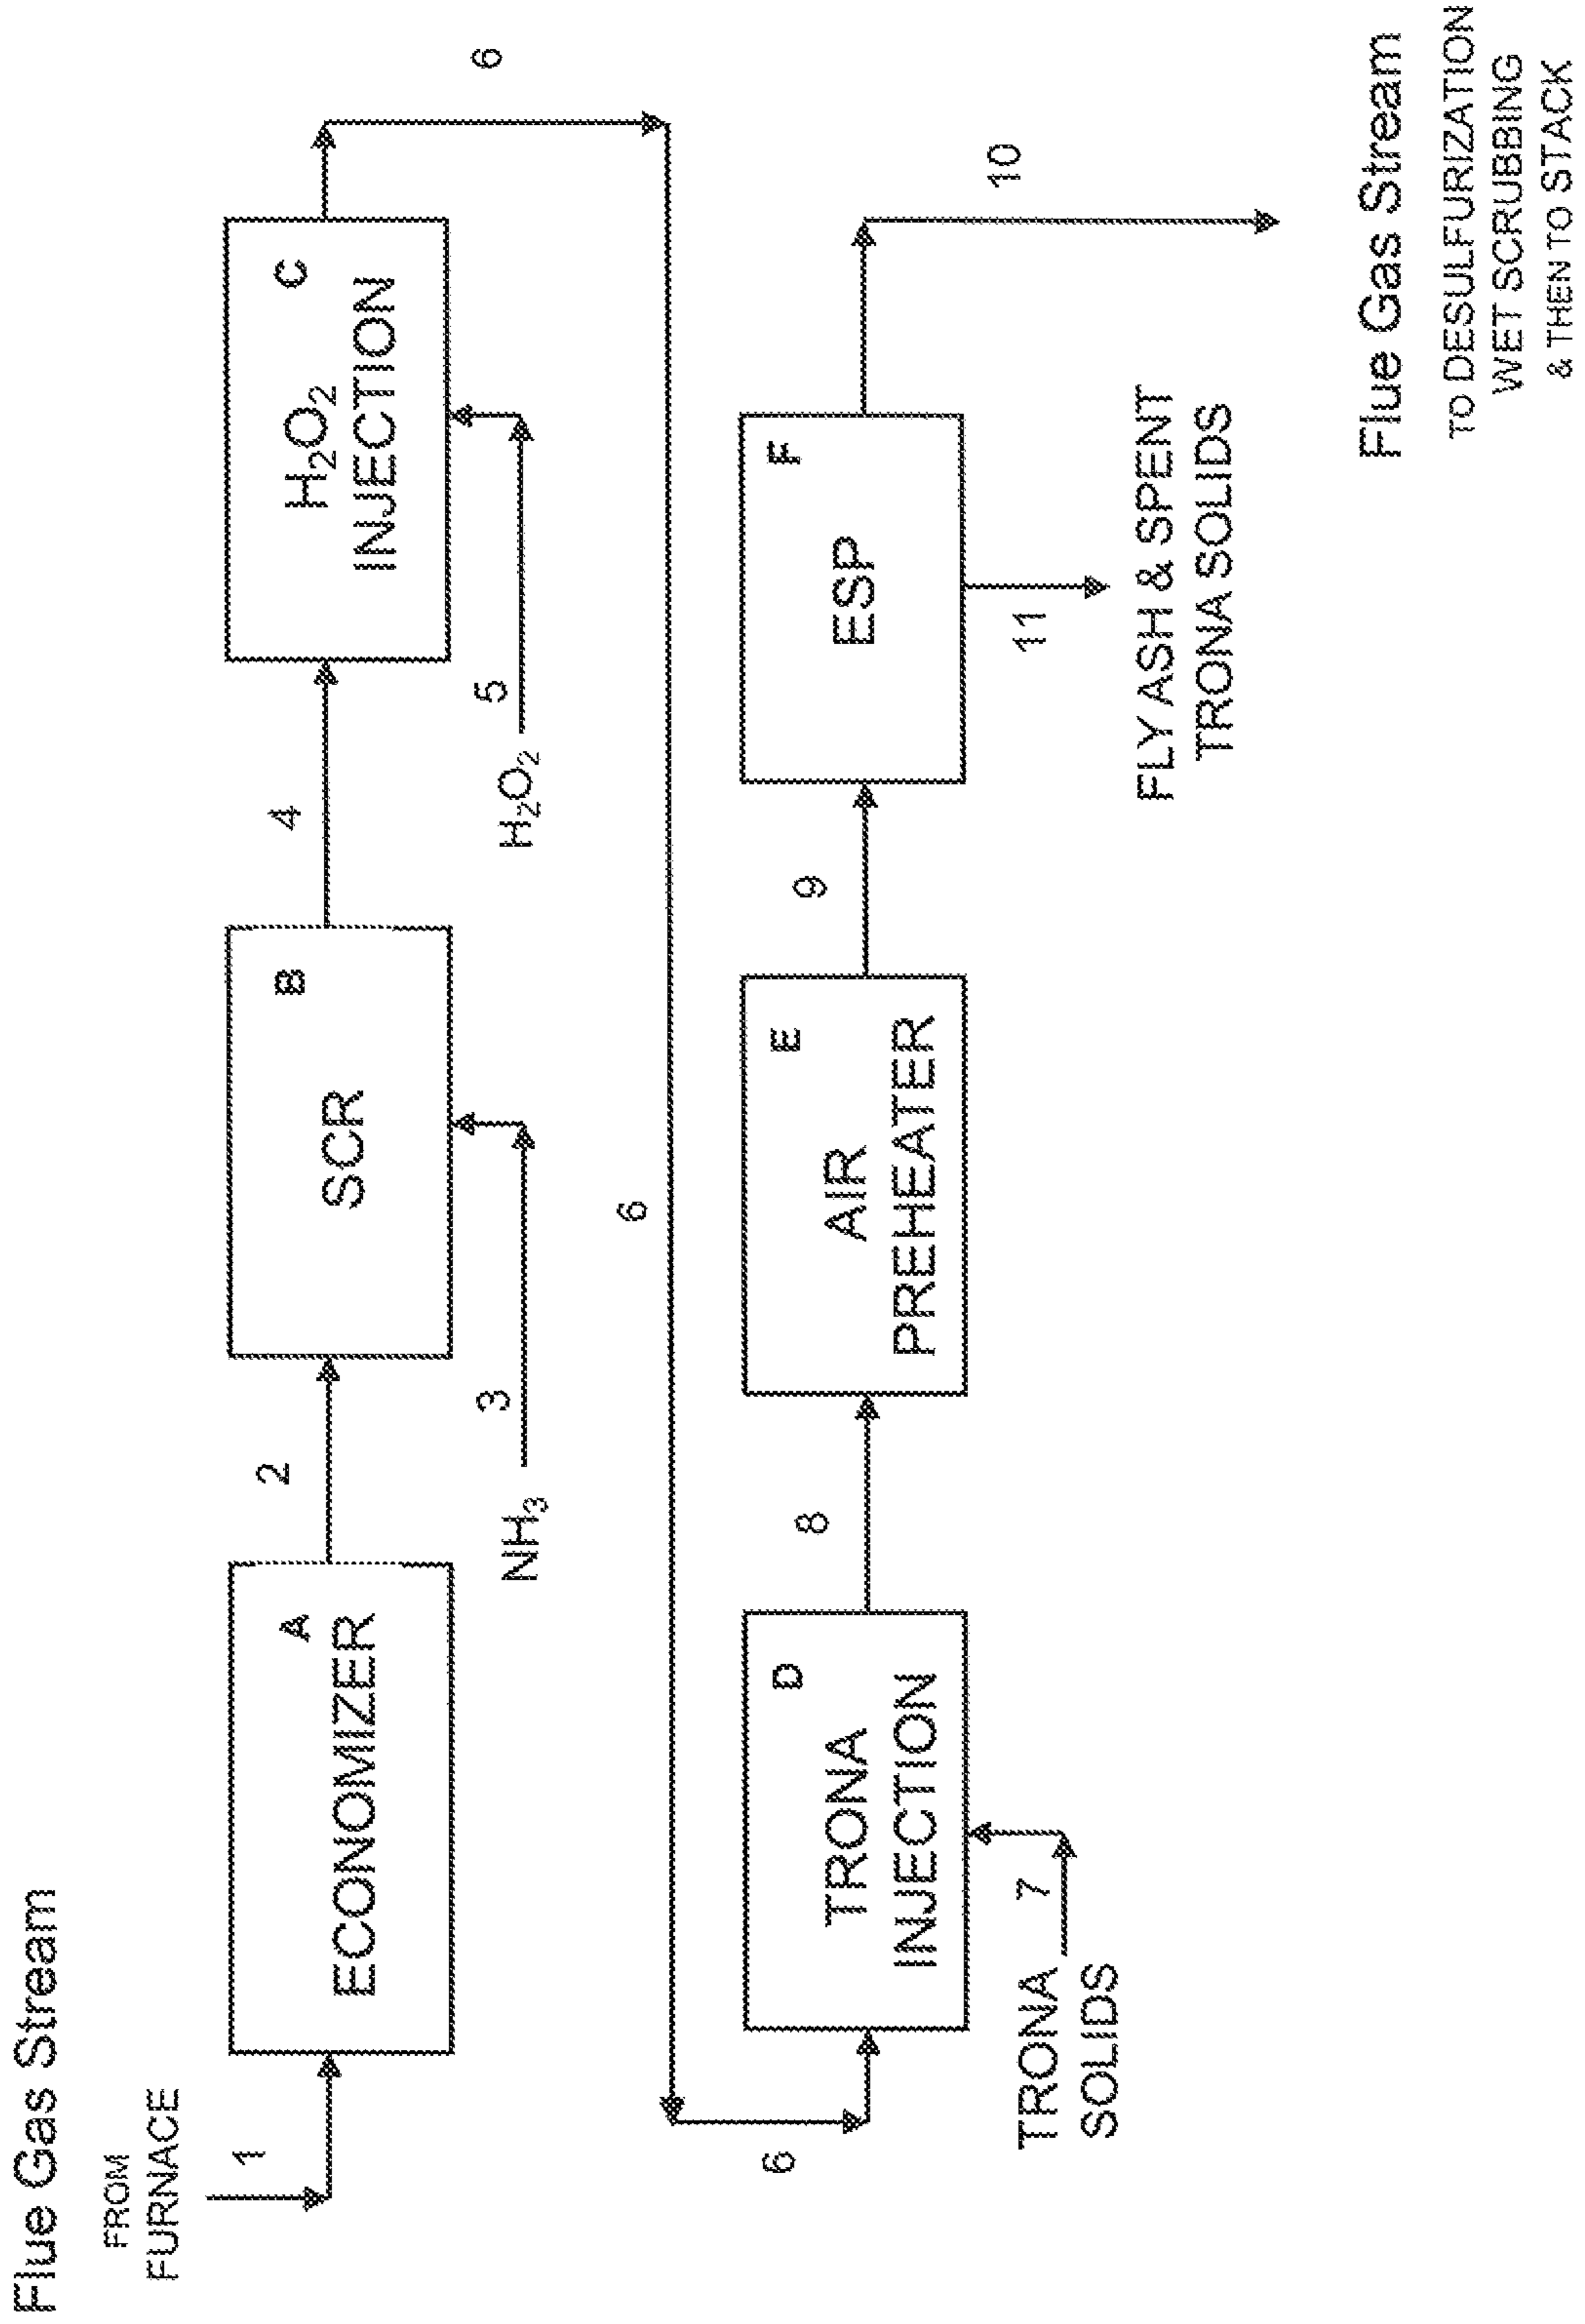 Flue Gas Stream
FROM
FURNACE
1
A
ECONOMIZER
2
B
SCR
3
NH₃
4
C
H₂O₂
INJECTION
5
H₂O₂
6
6
6
D
TRONA
INJECTION
7
TRONA
SOLIDS
8
E
AIR
PREHEATER
9
F
ESP
10
11
FLY ASH & SPENT
TRONA SOLIDS
Flue Gas Stream
TO DESULFURIZATION
WET SCRUBBING
& THEN TO STACK